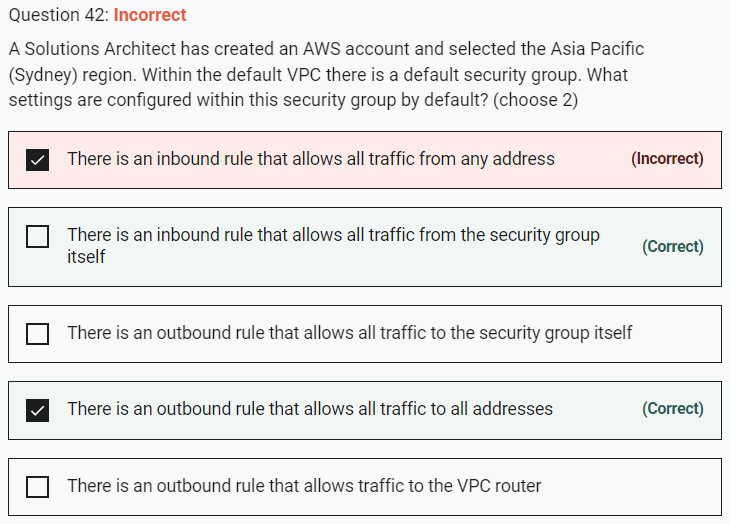 Question 42: Incorrect
A Solutions Architect has created an AWS account and selected the Asia Pacific
(Sydney) region. Within the default VPC there is a default security group. What
settings are configured within this security group by default? (choose 2)
There is an inbound rule that allows all traffic from any address (Incorrect)
There is an inbound rule that allows all traffic from the security group
itself
(Correct)
There is an outbound rule that allows all traffic to the security group itself
There is an outbound rule that allows all traffic to all addresses (Correct)
There is an outbound rule that allows traffic to the VPC router